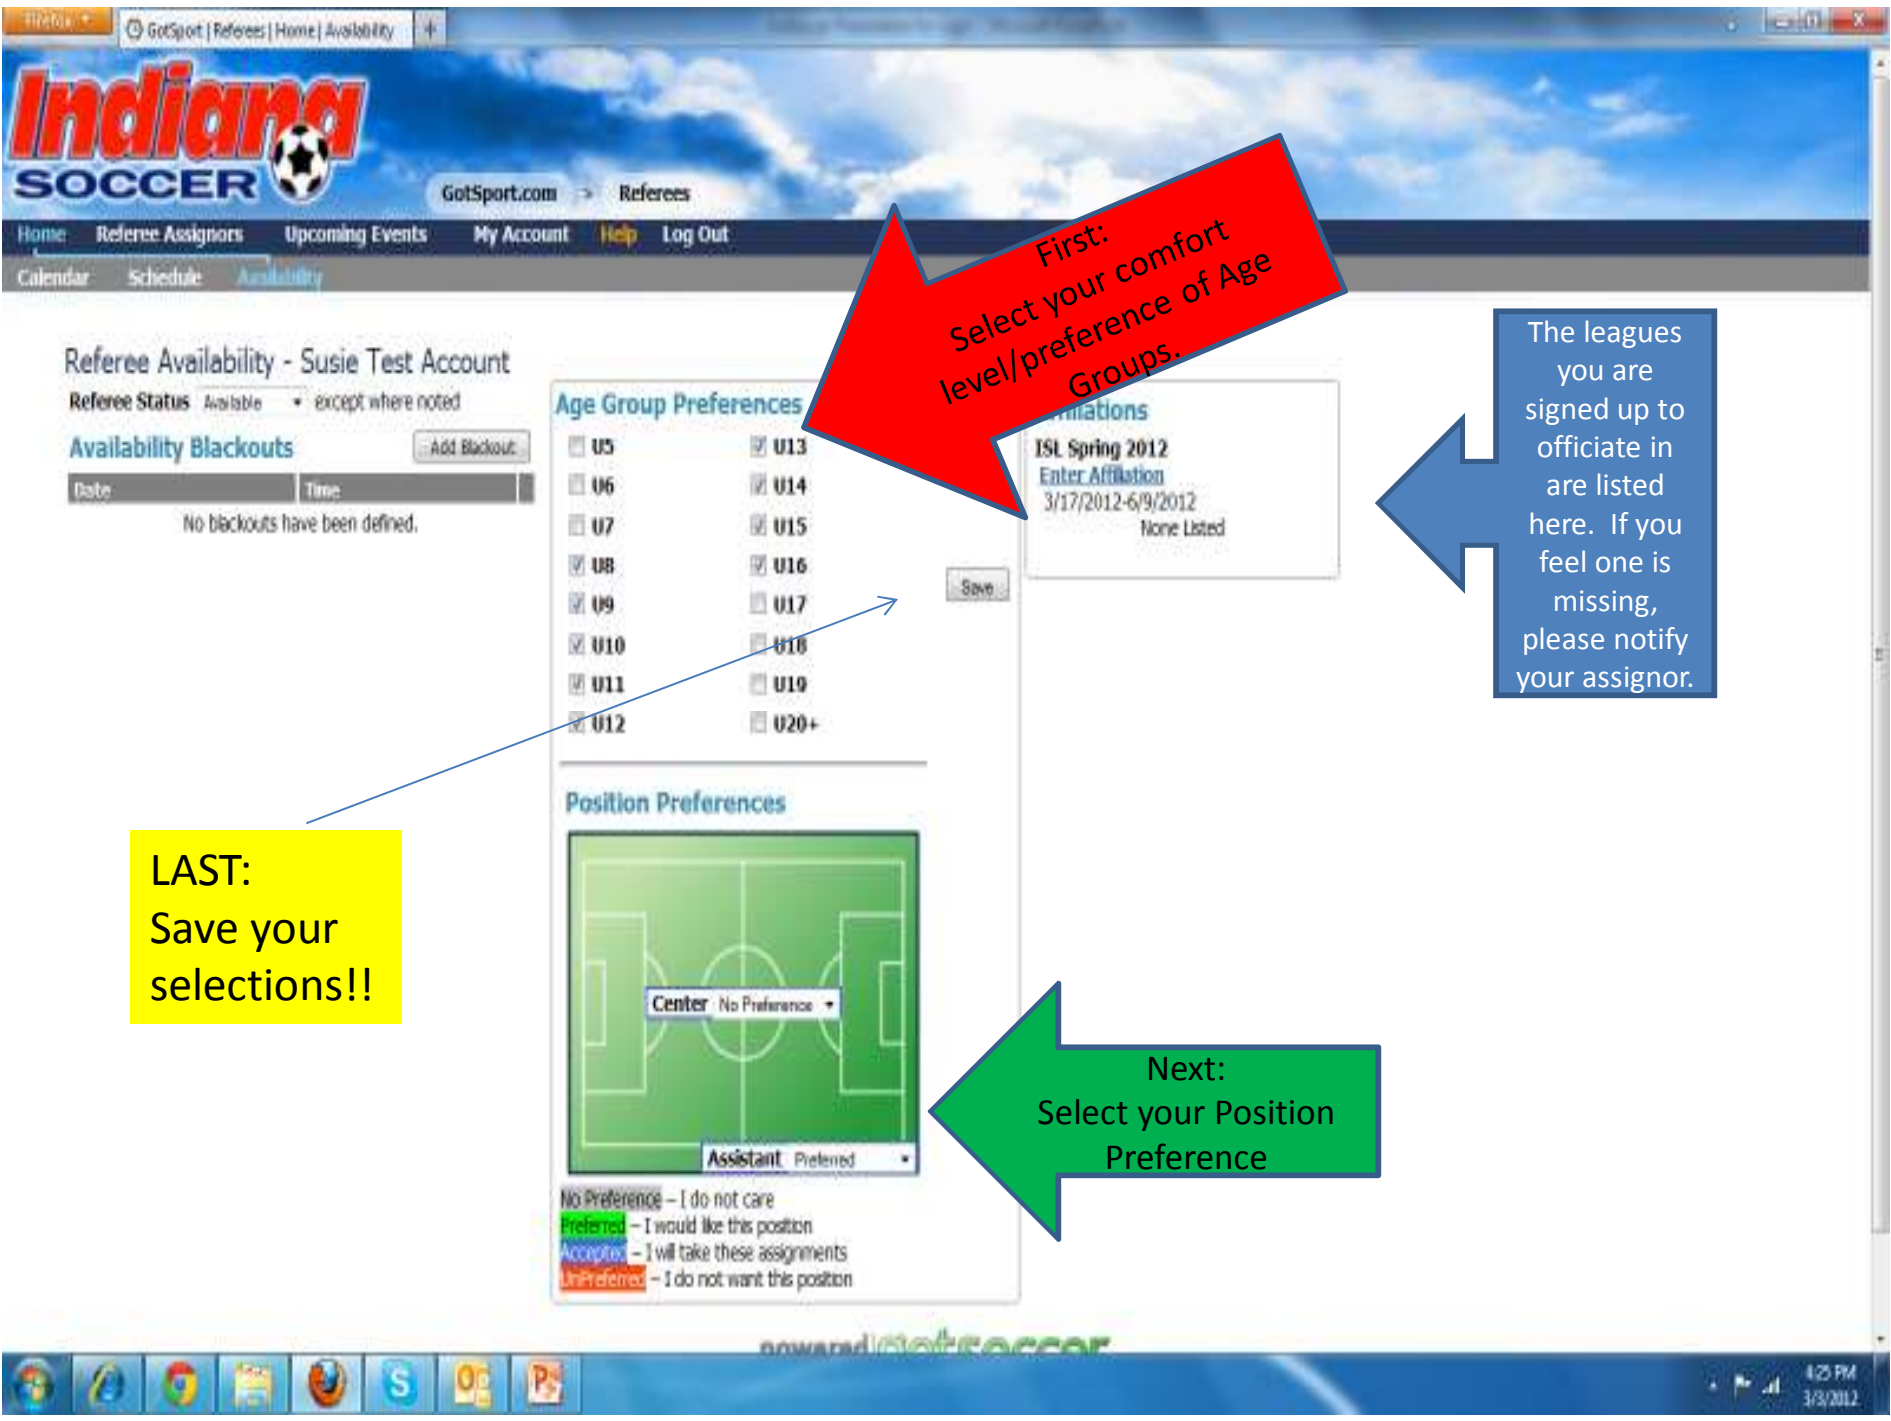 GotSport | Referees | Home | Availability
Indiana
SOCCER
GotSport.com > Referees
Home Referee Assignors Upcoming Events My Account Help Log Out
Calendar Schedule Availability
First:
Select your comfort
level/preference of Age
Groups.
Referee Availability - Susie Test Account
Referee Status Available except where noted
Availability Blackouts Add Blackout
Date Time
No blackouts have been defined.
Age Group Preferences
U5 U13
U6 U14
U7 U15
U8 U16
U9 U17
U10 U18
U11 U19
U12 U20+
Save
ISL Spring 2012
Enter Affiliation
3/17/2012-6/9/2012
None Listed
The leagues
you are
signed up to
officiate in
are listed
here. If you
feel one is
missing,
please notify
your assignor.
LAST:
Save your
selections!!
Position Preferences
Center No Preference
Assistant Preferred
Next:
Select your Position
Preference
No Preference – I do not care
Preferred – I would like this position
Accepted – I will take these assignments
UnPreferred – I do not want this position
powered gotsoccer
4:25 PM
3/3/2012